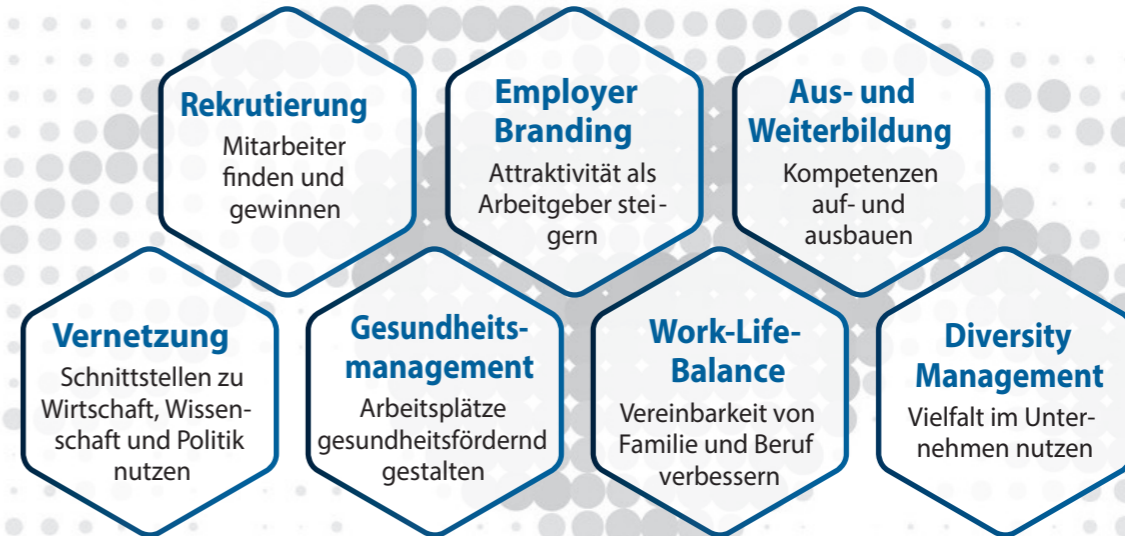 Rekrutierung
Mitarbeiter
finden und
gewinnen
Employer
Branding
Attraktivität als
Arbeitgeber stei-
gern
Aus- und
Weiterbildung
Kompetenzen
auf- und
ausbauen
Vernetzung
Schnittstellen zu
Wirtschaft, Wissen-
schaft und Politik
nutzen
Gesundheits-
management
Arbeitsplätze
gesundheitsfördernd
gestalten
Work-Life-
Balance
Vereinbarkeit von
Familie und Beruf
verbessern
Diversity
Management
Vielfalt im Unter-
nehmen nutzen